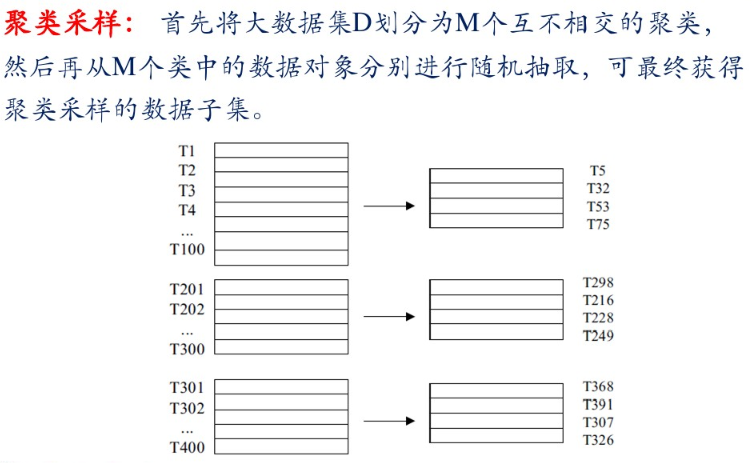 聚类采样： 首先将大数据集D划分为M个互不相交的聚类，
然后再从M个类中的数据对象分别进行随机抽取，可最终获得
聚类采样的数据子集。
T1
T2
T3
T4
...
T100
T5
T32
T53
T75
T201
T202
...
T300
T298
T216
T228
T249
T301
T302
...
T400
T368
T391
T307
T326